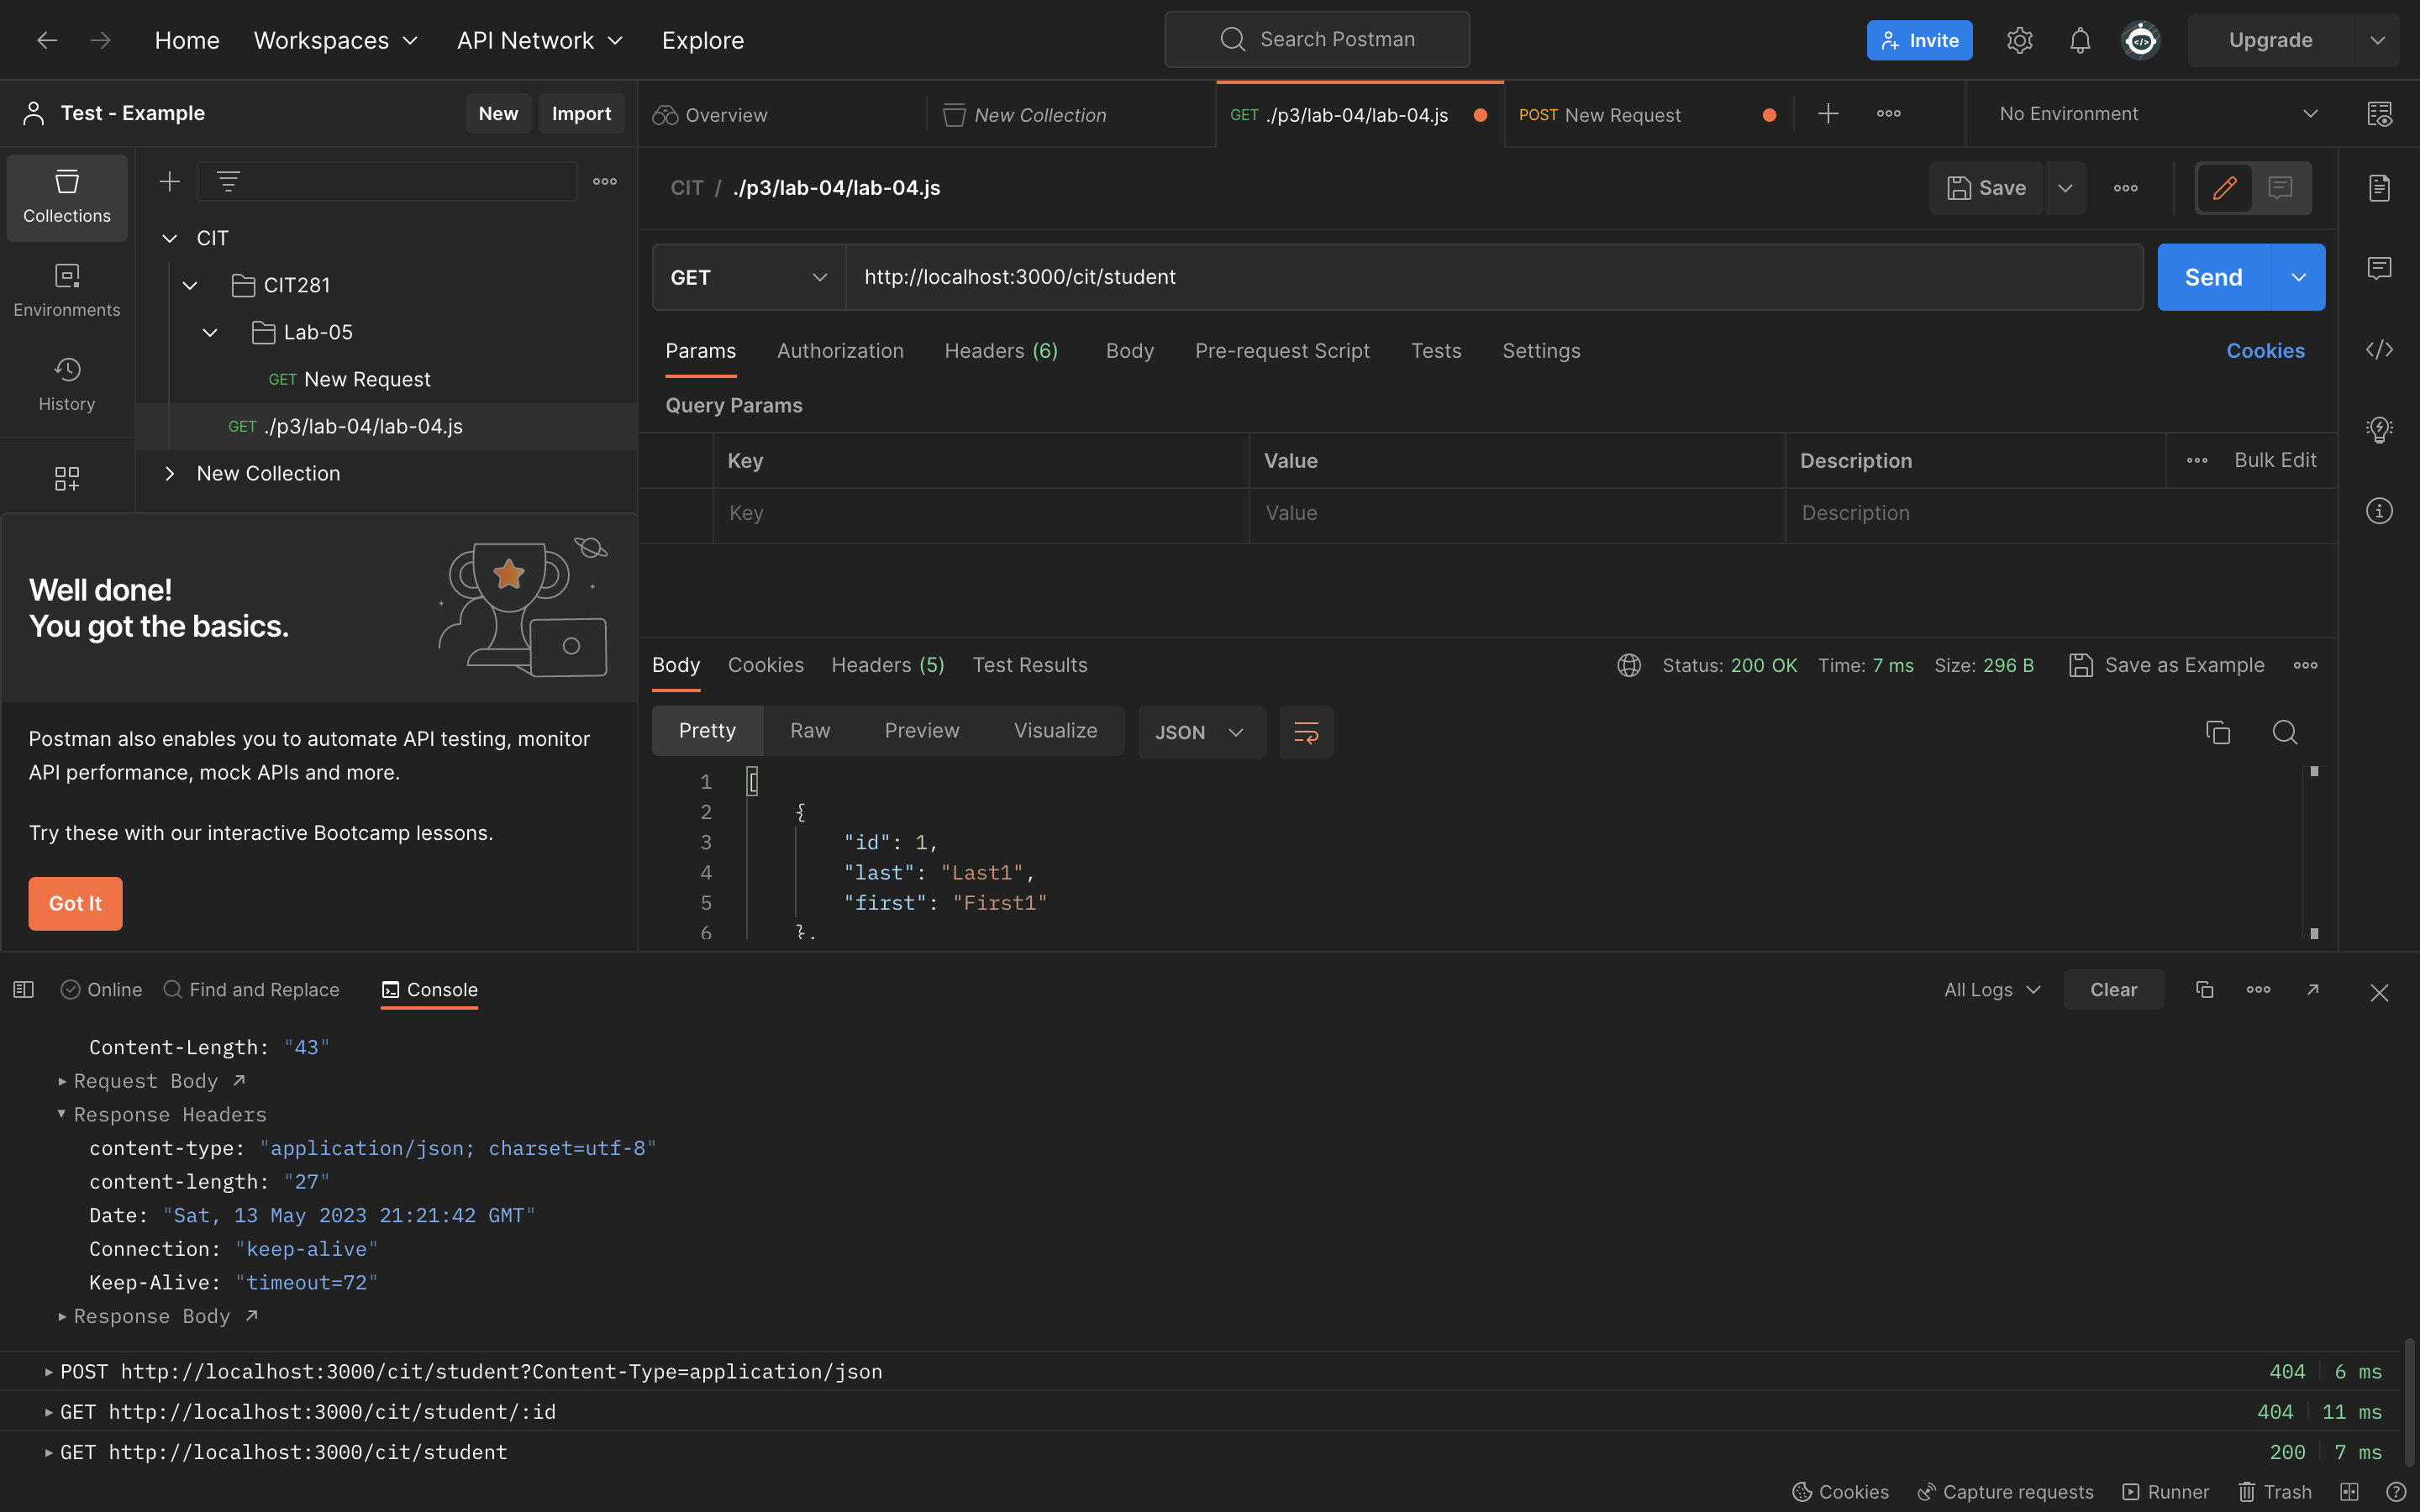 Home Workspaces API Network Explore Search Postman Invite Upgrade
Test - Example New Import Overview New Collection GET ./p3/lab-04/lab-04.js POST New Request No Environment
Collections
Environments
History
CIT
CIT281
Lab-05
GET New Request
GET ./p3/lab-04/lab-04.js
New Collection
Well done!
You got the basics.
Postman also enables you to automate API testing, monitor
API performance, mock APIs and more.
Try these with our interactive Bootcamp lessons.
Got It
CIT / ./p3/lab-04/lab-04.js Save
GET http://localhost:3000/cit/student Send
Params Authorization Headers (6) Body Pre-request Script Tests Settings Cookies
Query Params
Key Value Description Bulk Edit
Key Value Description
Body Cookies Headers (5) Test Results Status: 200 OK Time: 7 ms Size: 296 B Save as Example
Pretty Raw Preview Visualize JSON
1 [
2 {
3 "id": 1,
4 "last": "Last1",
5 "first": "First1"
6 },
Online Find and Replace Console All Logs Clear
Content-Length: "43"
Request Body
Response Headers
content-type: "application/json; charset=utf-8"
content-length: "27"
Date: "Sat, 13 May 2023 21:21:42 GMT"
Connection: "keep-alive"
Keep-Alive: "timeout=72"
Response Body
POST http://localhost:3000/cit/student?Content-Type=application/json 404 6 ms
GET http://localhost:3000/cit/student/:id 404 11 ms
GET http://localhost:3000/cit/student 200 7 ms
Cookies Capture requests Runner Trash